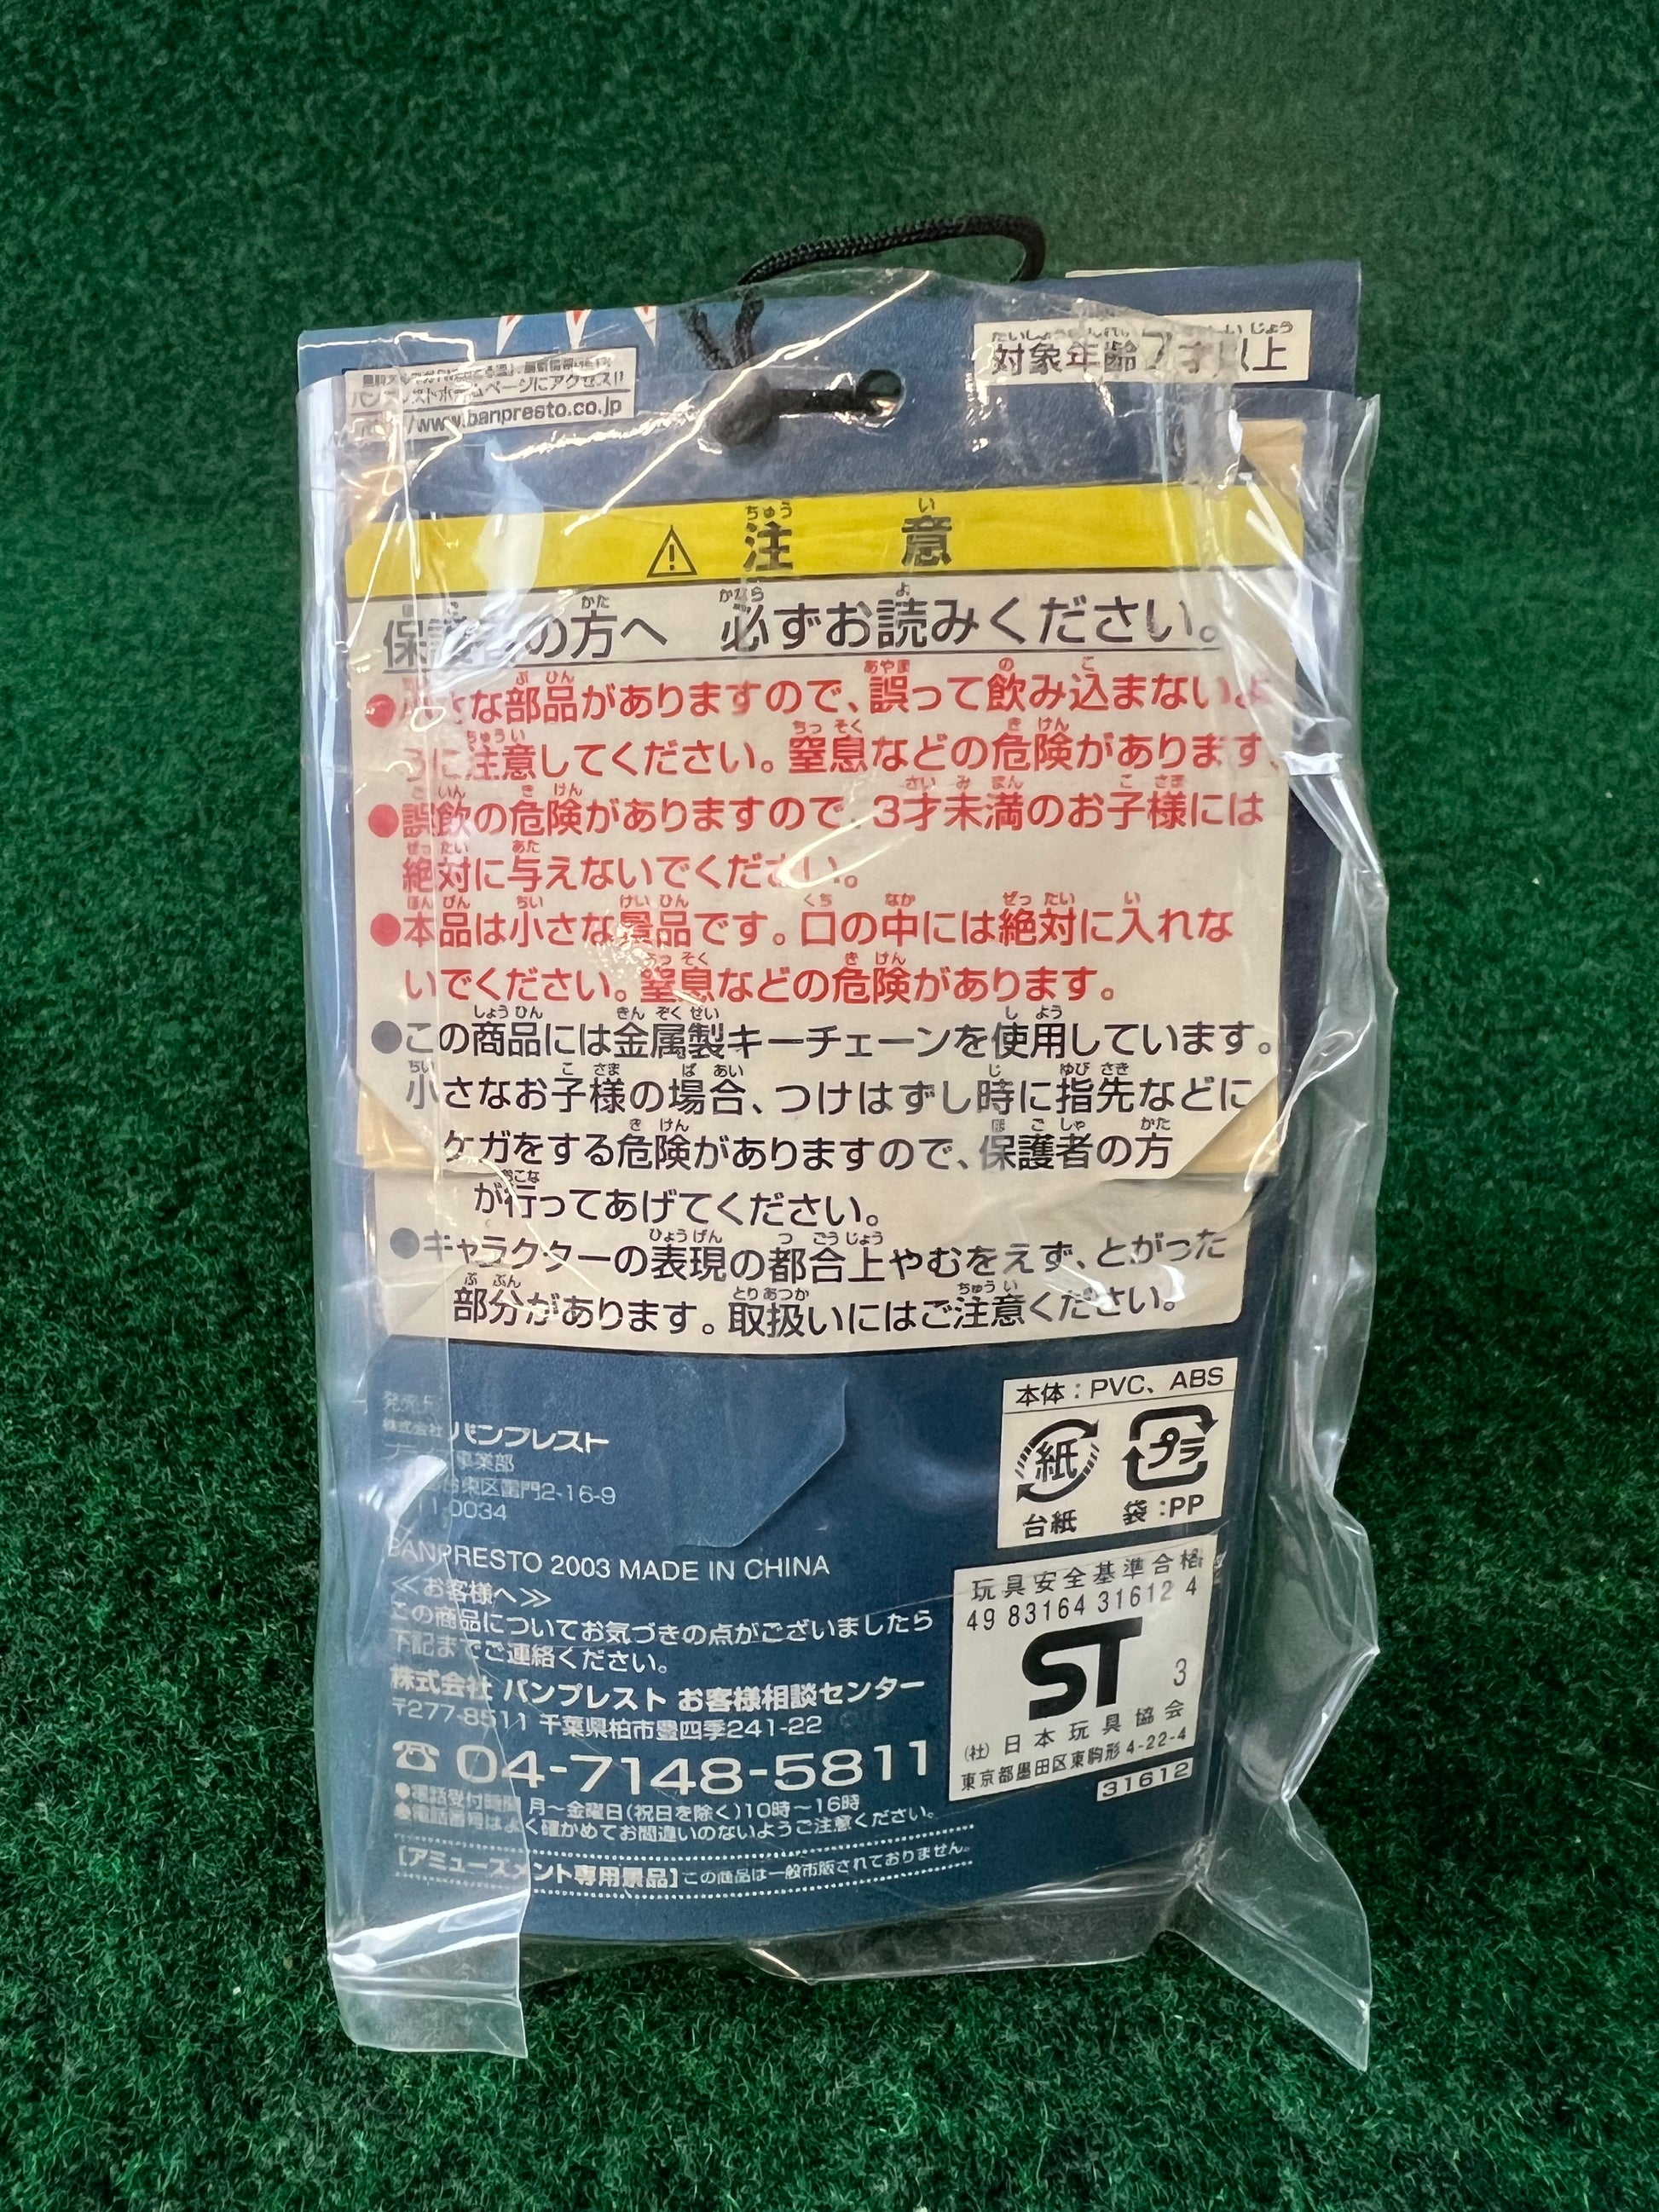 バンプレストホームページにアクセス!!
www.banpresto.co.jp
対象年齢7才以上
注意
保護者の方へ 必ずお読みください。
●小さな部品がありますので、誤って飲み込まないよ
うに注意してください。窒息などの危険があります。
●誤飲の危険がありますので、3才未満のお子様には
絶対に与えないでください。
●本品は小さな景品です。口の中には絶対に入れな
いでください。窒息などの危険があります。
●この商品には金属製キーチェーンを使用しています。
小さなお子様の場合、つけはずし時に指先などに
ケガをする危険がありますので、保護者の方
が行ってあげてください。
●キャラクターの表現の都合上やむをえず、とがった
部分があります。取扱いにはご注意ください。
本体:PVC、ABS
紙 プラ
台紙 袋:PP
発売元
株式会社 バンプレスト
事業部
台東区雷門2-16-9
111-0034
BANPRESTO 2003 MADE IN CHINA
≪お客様へ≫
この商品についてお気づきの点がございましたら
下記までご連絡ください。
株式会社 バンプレスト お客様相談センター
〒277-8511 千葉県柏市豊四季241-22
☎04-7148-5811
●電話受付時間 月〜金曜日(祝日を除く)10時〜16時
●電話番号はよく確かめてお間違いのないようご注意ください。
[アミューズメント専用景品]この商品は一般市販されておりません。
玩具安全基準合格
49 83164 31612 4
ST 3
(社)日本玩具協会
東京都墨田区東駒形4-22-4
31612